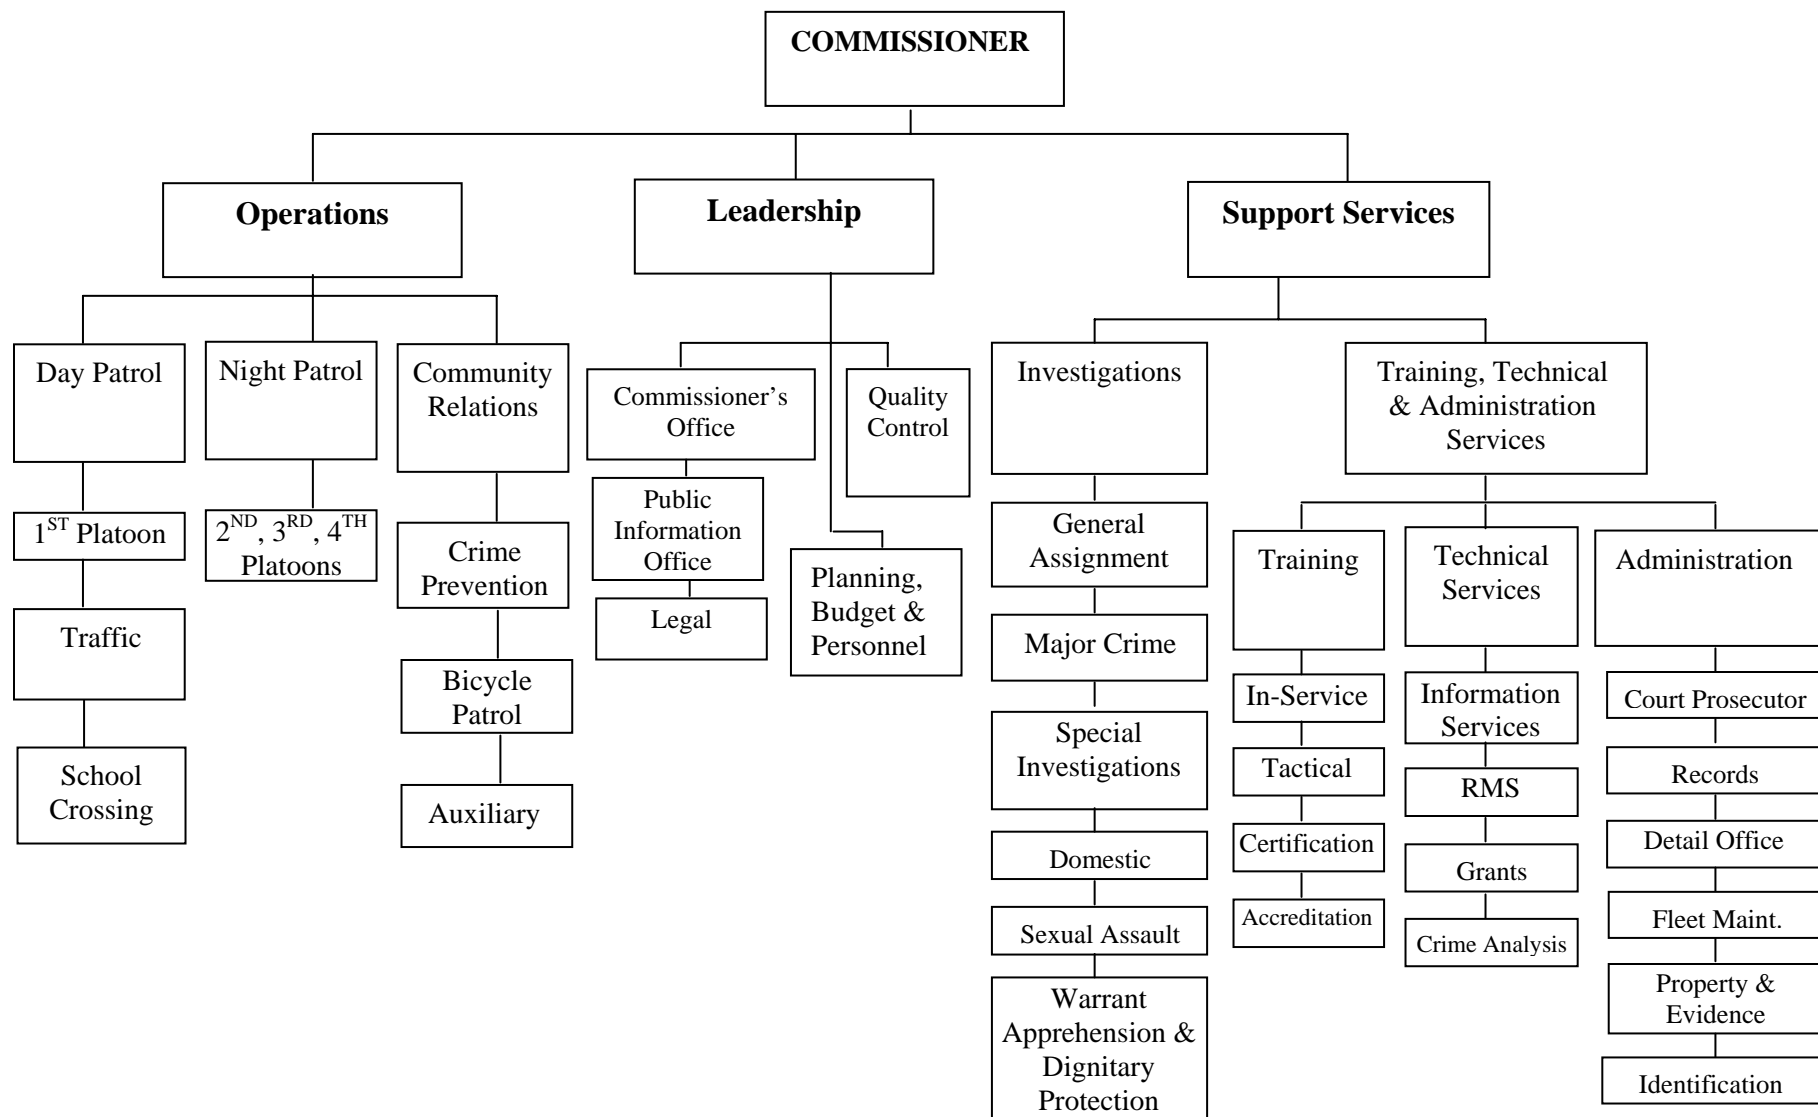 COMMISSIONER
Operations
Leadership
Support Services
Day Patrol
Night Patrol
Community
Relations
Commissioner’s
Office
Quality
Control
Investigations
Training, Technical
& Administration
Services
1ST Platoon
2ND, 3RD, 4TH
Platoons
Crime
Prevention
Public
Information
Office
Planning,
Budget &
Personnel
General
Assignment
Training
Technical
Services
Administration
Traffic
Legal
Major Crime
Bicycle
Patrol
In-Service
Information
Services
Court Prosecutor
School
Crossing
Auxiliary
Special
Investigations
Tactical
RMS
Records
Domestic
Certification
Grants
Detail Office
Sexual Assault
Accreditation
Crime Analysis
Fleet Maint.
Warrant
Apprehension &
Dignitary
Protection
Property &
Evidence
Identification